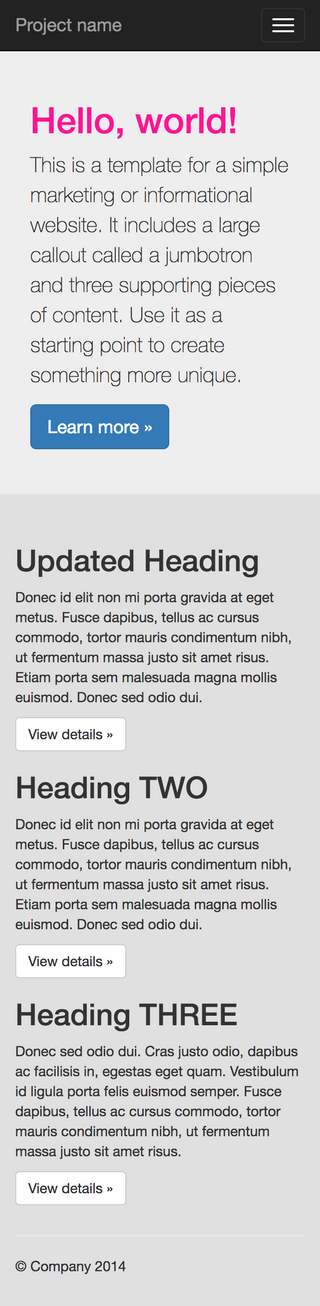 Project name
Hello, world!
This is a template for a simple
marketing or informational
website. It includes a large
callout called a jumbotron
and three supporting pieces
of content. Use it as a
starting point to create
something more unique.
Learn more »
Updated Heading
Donec id elit non mi porta gravida at eget
metus. Fusce dapibus, tellus ac cursus
commodo, tortor mauris condimentum nibh,
ut fermentum massa justo sit amet risus.
Etiam porta sem malesuada magna mollis
euismod. Donec sed odio dui.
View details »
Heading TWO
Donec id elit non mi porta gravida at eget
metus. Fusce dapibus, tellus ac cursus
commodo, tortor mauris condimentum nibh,
ut fermentum massa justo sit amet risus.
Etiam porta sem malesuada magna mollis
euismod. Donec sed odio dui.
View details »
Heading THREE
Donec sed odio dui. Cras justo odio, dapibus
ac facilisis in, egestas eget quam. Vestibulum
id ligula porta felis euismod semper. Fusce
dapibus, tellus ac cursus commodo, tortor
mauris condimentum nibh, ut fermentum
massa justo sit amet risus.
View details »
© Company 2014